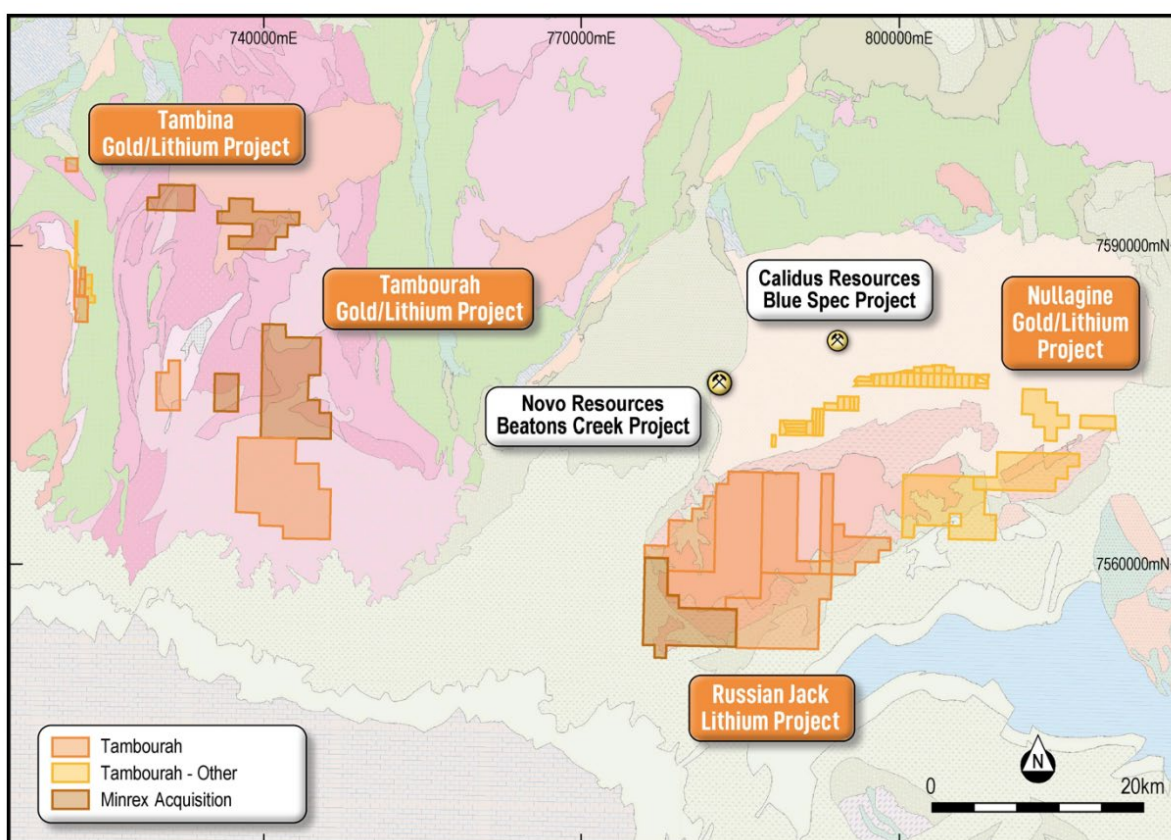 740000mE
770000mE
800000mE
Tambina
Gold/Lithium Project
7590000mN
Tambourah
Gold/Lithium Project
Calidus Resources
Blue Spec Project
Nullagine
Gold/Lithium
Project
Novo Resources
Beatons Creek Project
7560000mN
Russian Jack
Lithium Project
Tambourah
Tambourah - Other
Minrex Acquisition
N
0
20km